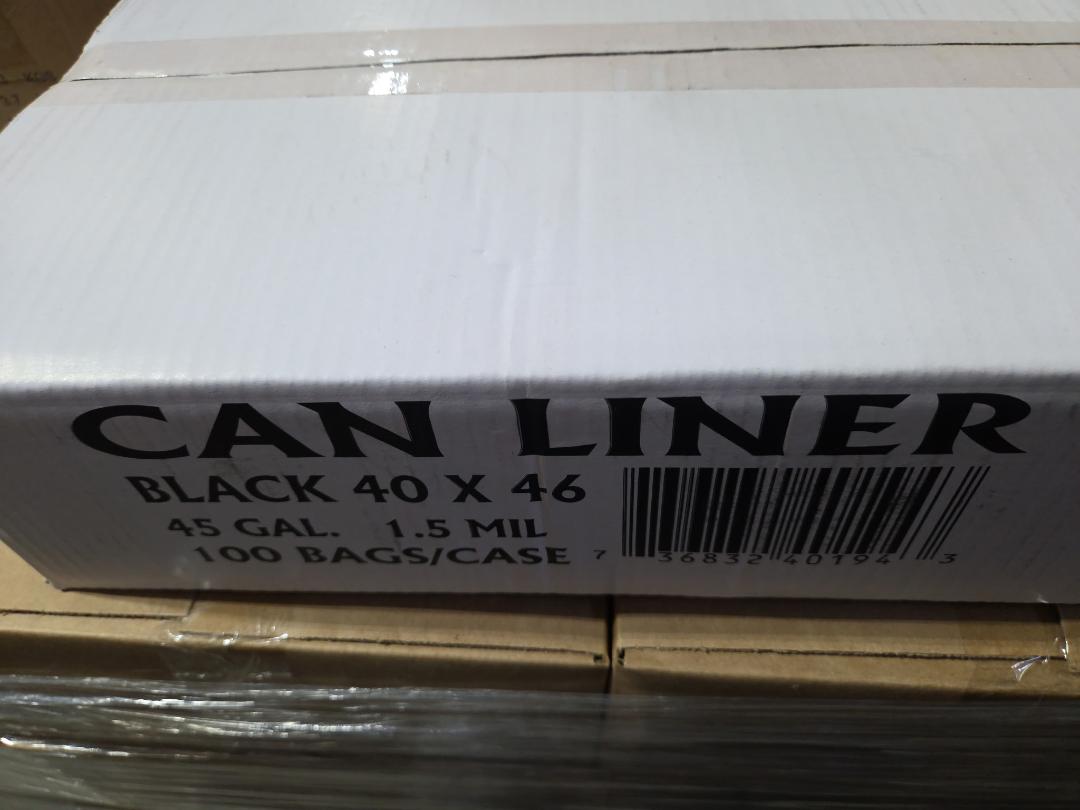 CAN LINER
BLACK 40 X 46
45 GAL. 1.5 MIL
100 BAGS/CASE
7 36832 40194 3